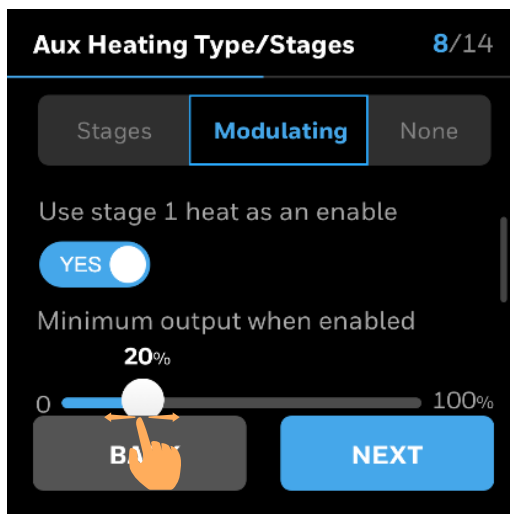 Aux Heating Type/Stages 8/14
Stages Modulating None
Use stage 1 heat as an enable
YES
Minimum output when enabled
20%
0 100%
NEXT